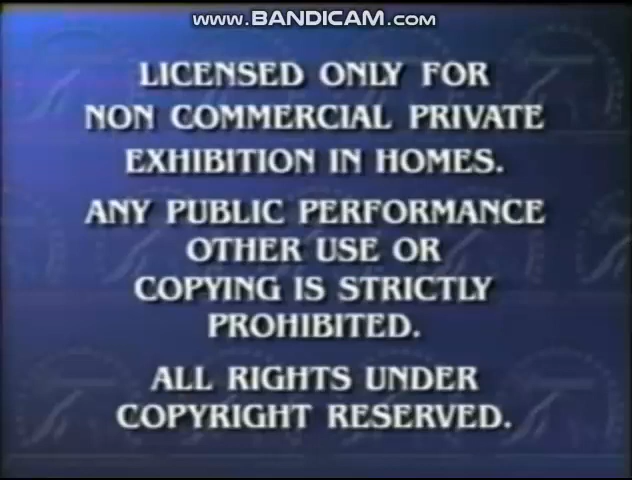 www.BANDICAM.com
LICENSED ONLY FOR
NON COMMERCIAL PRIVATE
EXHIBITION IN HOMES.
ANY PUBLIC PERFORMANCE
OTHER USE OR
COPYING IS STRICTLY
PROHIBITED.
ALL RIGHTS UNDER
COPYRIGHT RESERVED.